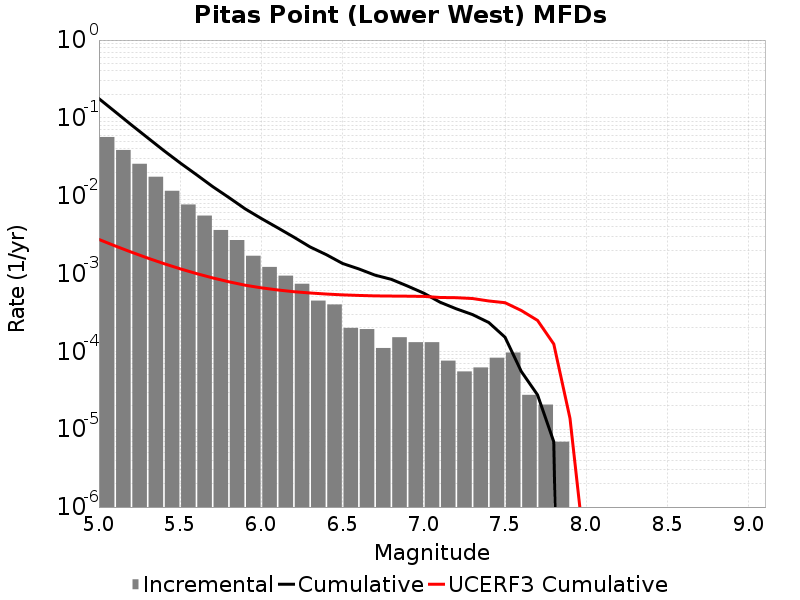 Pitas Point (Lower West) MFDs
10^0
10^-1
10^-2
10^-3
10^-4
10^-5
10^-6
Rate (1/yr)
5.0 5.5 6.0 6.5 7.0 7.5 8.0 8.5 9.0
Magnitude
Incremental Cumulative UCERF3 Cumulative